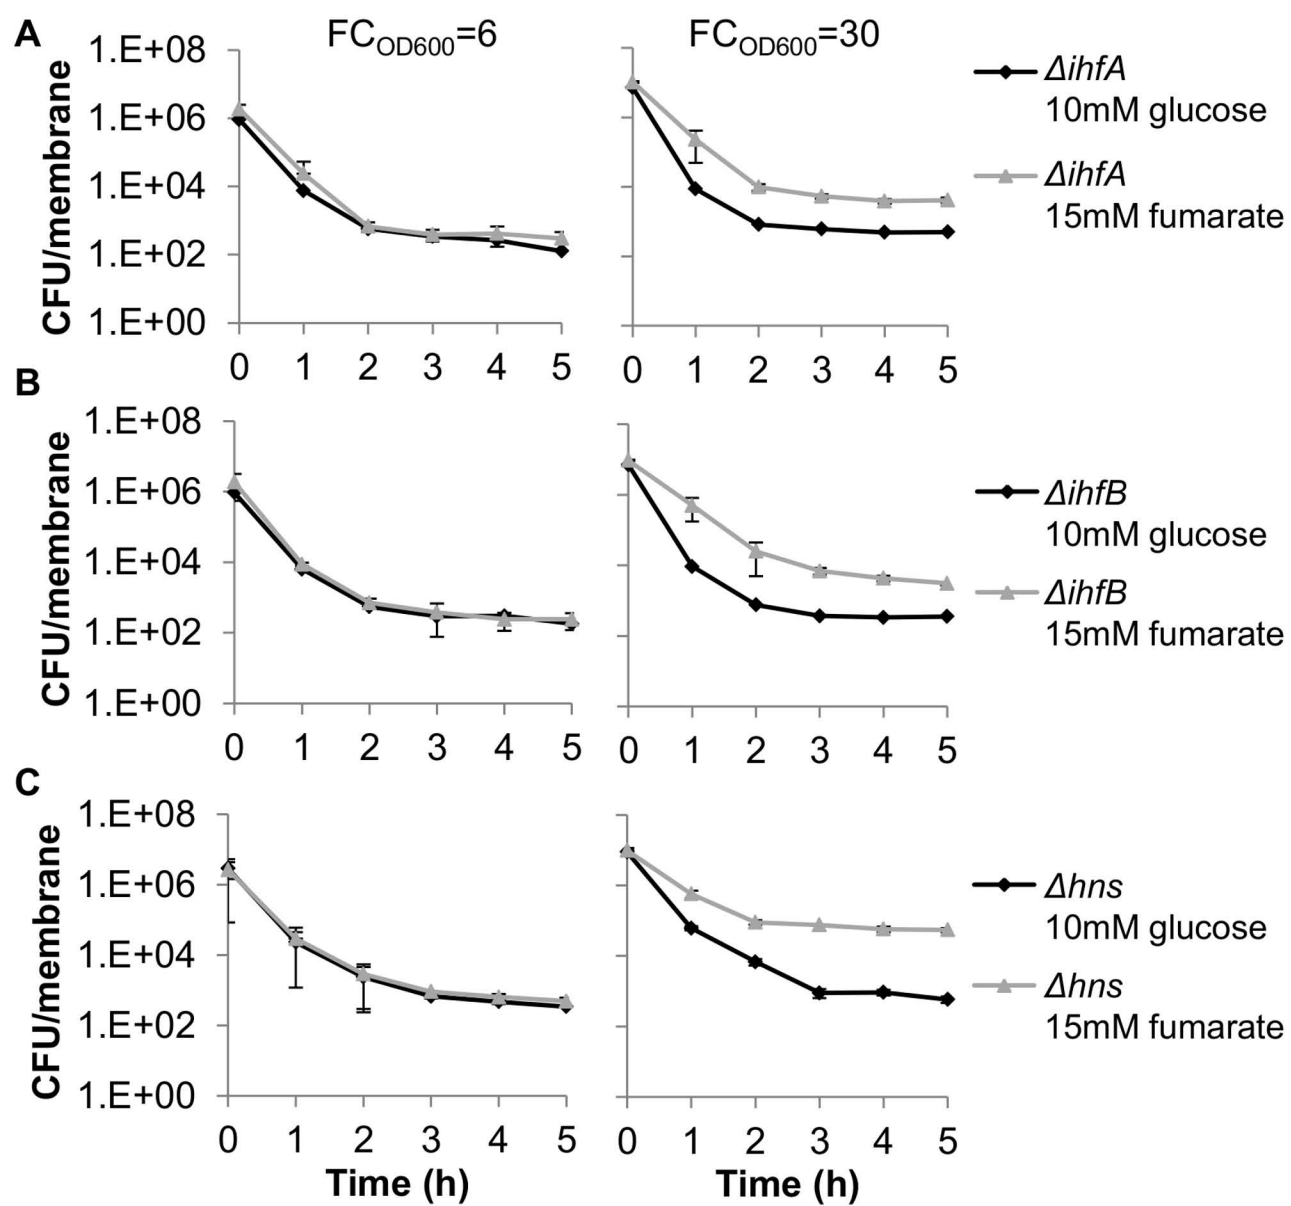 A
FCOD600=6
FCOD600=30
CFU/membrane
1.E+08
1.E+06
1.E+04
1.E+02
1.E+00
0 1 2 3 4 5
0 1 2 3 4 5
ΔihfA
10mM glucose
ΔihfA
15mM fumarate
B
CFU/membrane
1.E+08
1.E+06
1.E+04
1.E+02
1.E+00
0 1 2 3 4 5
0 1 2 3 4 5
ΔihfB
10mM glucose
ΔihfB
15mM fumarate
C
CFU/membrane
1.E+08
1.E+06
1.E+04
1.E+02
1.E+00
0 1 2 3 4 5
0 1 2 3 4 5
Time (h)
Time (h)
Δhns
10mM glucose
Δhns
15mM fumarate